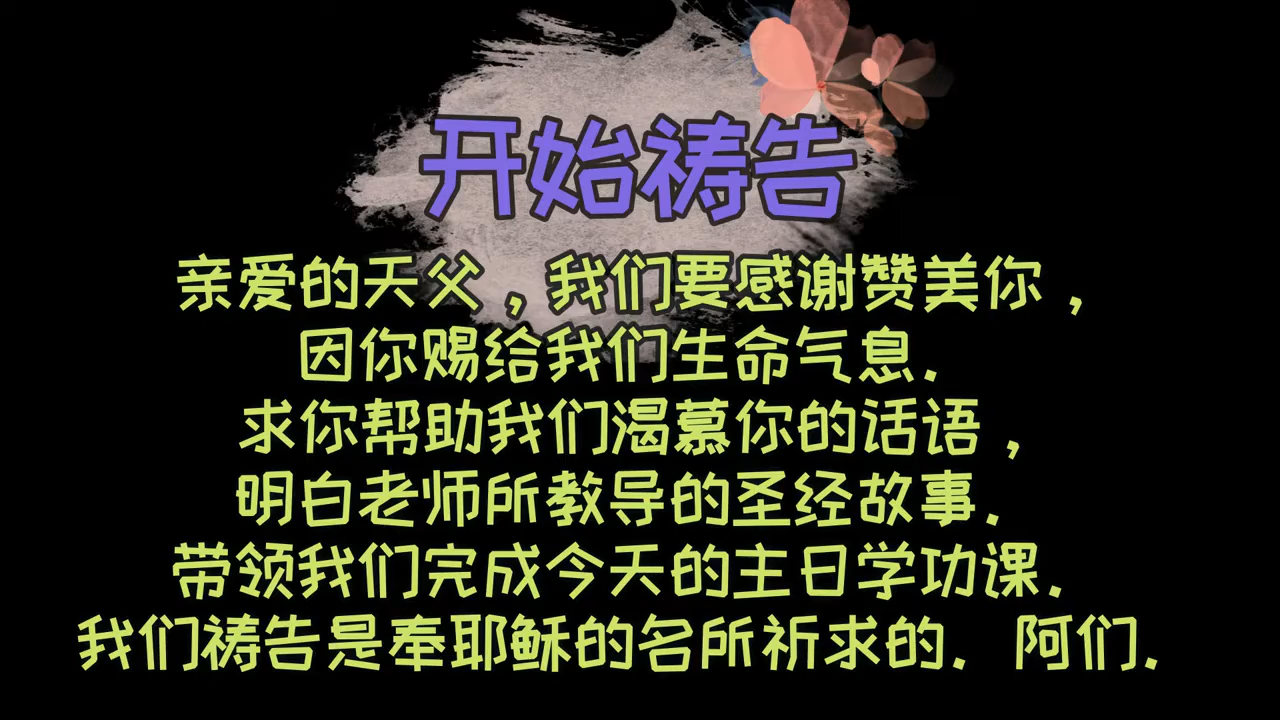 开始祷告
亲爱的天父，我们要感谢赞美你，
因你赐给我们生命气息.
求你帮助我们渴慕你的话语，
明白老师所教导的圣经故事.
带领我们完成今天的主日学功课.
我们祷告是奉耶稣的名所祈求的. 阿们.